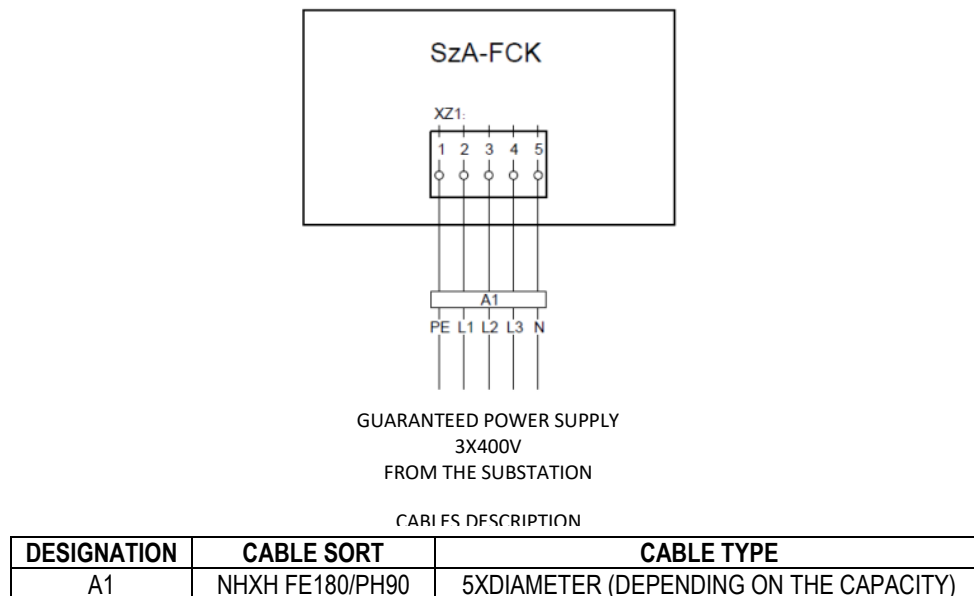 SzA-FCK
XZ1:
1 2 3 4 5
A1
PE L1 L2 L3 N
GUARANTEED POWER SUPPLY
3X400V
FROM THE SUBSTATION
CABLES DESCRIPTION
DESIGNATION CABLE SORT CABLE TYPE
A1 NHXH FE180/PH90 5XDIAMETER (DEPENDING ON THE CAPACITY)